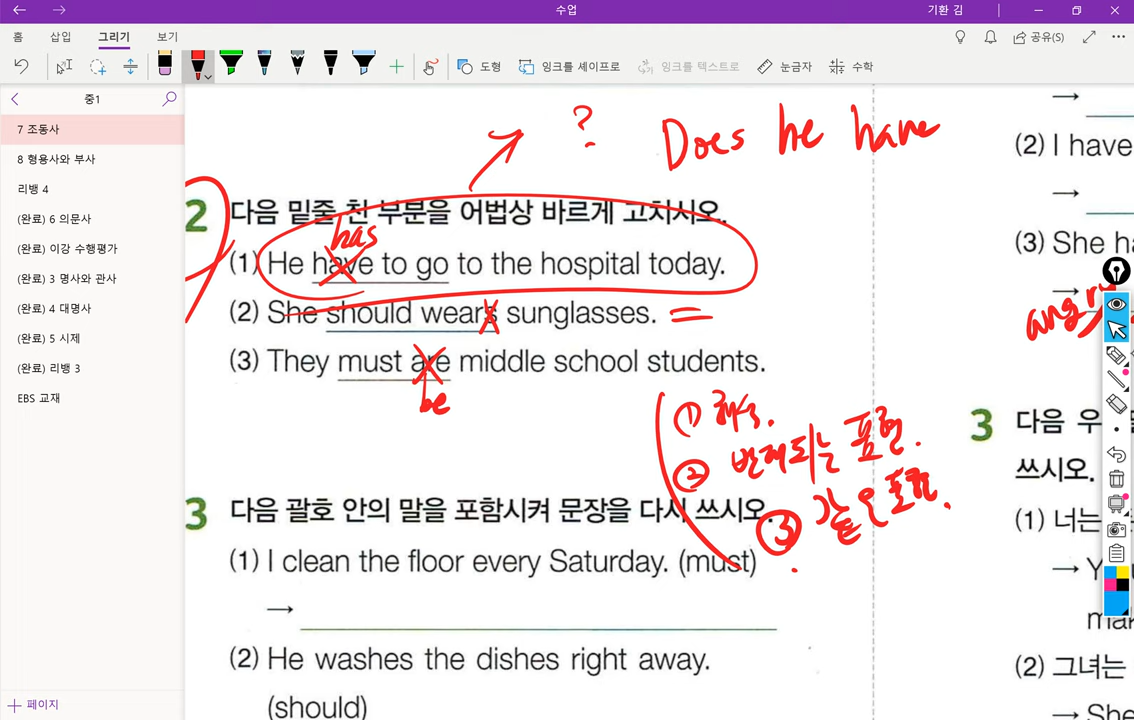 수업
기환 김
홈
삽입
그리기
보기
도형
잉크를 셰이프로
잉크를 텍스트로
눈금자
수학
공유(S)
중1
7 조동사
8 형용사와 부사
리뱅 4
(완료) 6 의문사
(완료) 이강 수행평가
(완료) 3 명사와 관사
(완료) 4 대명사
(완료) 5 시제
(완료) 리뱅 3
EBS 교재
페이지
? Does he have
2 다음 밑줄 친 부분을 어법상 바르게 고치시오.
has
(1) He have to go to the hospital today.
(2) She should wears sunglasses.
(3) They must are middle school students.
be
① 해석.
② 반대되는 표현.
③ 같은 표현.
3 다음 괄호 안의 말을 포함시켜 문장을 다시 쓰시오.
(1) I clean the floor every Saturday. (must)
→
(2) He washes the dishes right away.
(should)
→
(2) I have
→
(3) She ha
→
angry
3 다음 우
쓰시오.
(1) 너는
→ Y
mak
(2) 그녀는
→ She